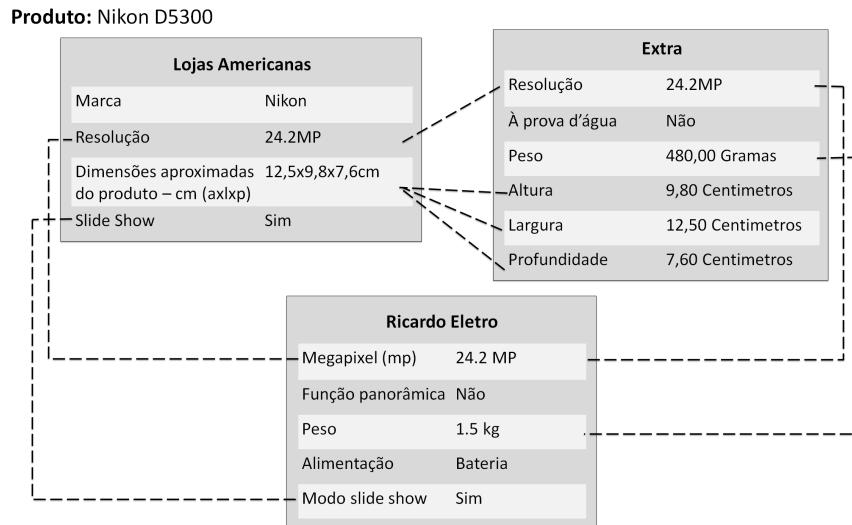 Produto: Nikon D5300
Lojas Americanas
Marca Nikon
Resolução 24.2MP
Dimensões aproximadas 12,5x9,8x7,6cm
do produto – cm (axlxp)
Slide Show Sim
Extra
Resolução 24.2MP
À prova d'água Não
Peso 480,00 Gramas
Altura 9,80 Centimetros
Largura 12,50 Centimetros
Profundidade 7,60 Centimetros
Ricardo Eletro
Megapixel (mp) 24.2 MP
Função panorâmica Não
Peso 1.5 kg
Alimentação Bateria
Modo slide show Sim